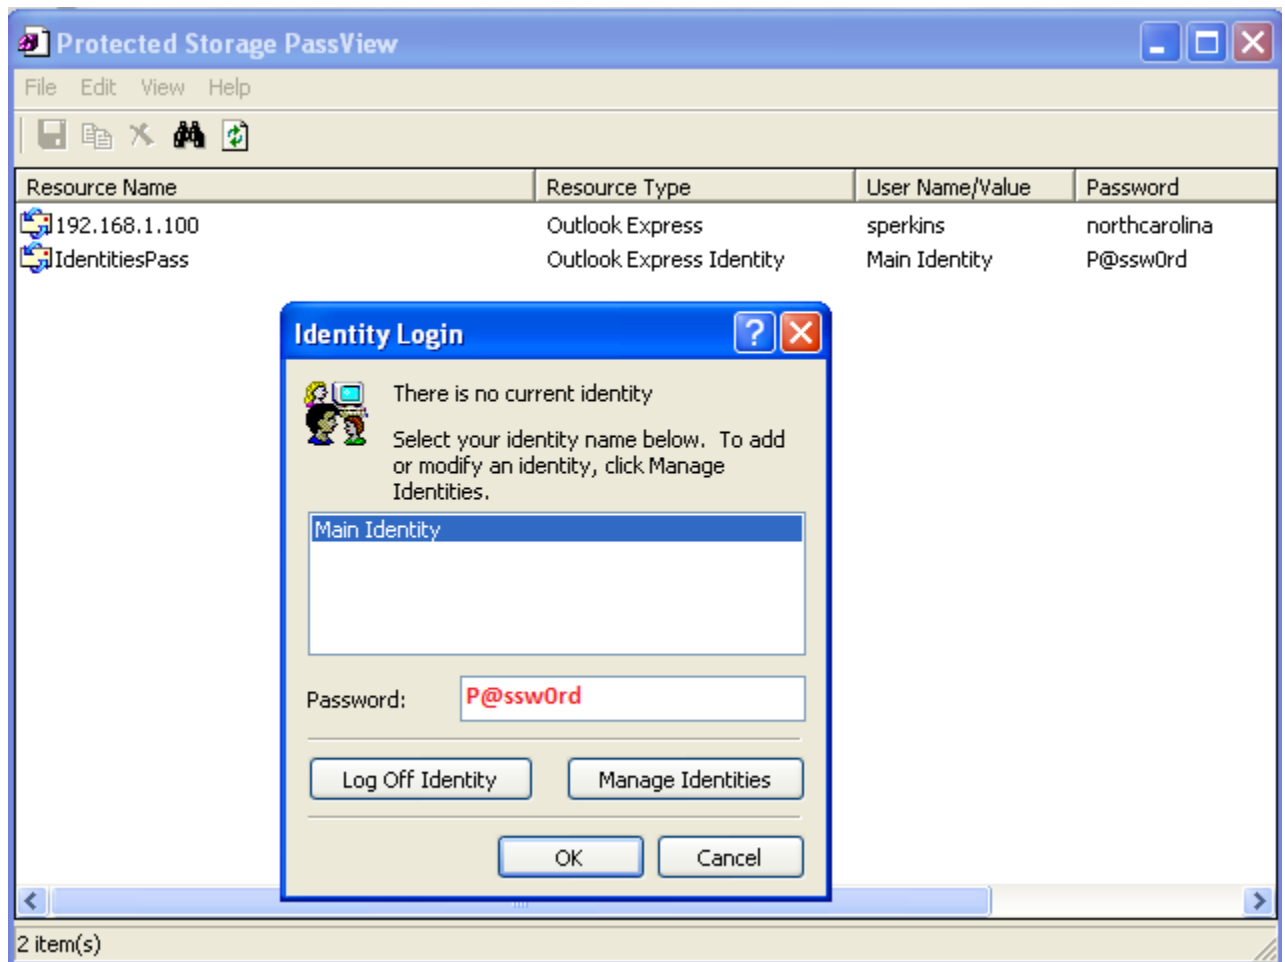 Protected Storage PassView
File Edit View Help
Resource Name Resource Type User Name/Value Password
192.168.1.100 Outlook Express sperkins northcarolina
IdentitiesPass Outlook Express Identity Main Identity P@ssw0rd
Identity Login
There is no current identity
Select your identity name below. To add
or modify an identity, click Manage
Identities.
Main Identity
Password: P@ssw0rd
Log Off Identity Manage Identities
OK Cancel
2 item(s)